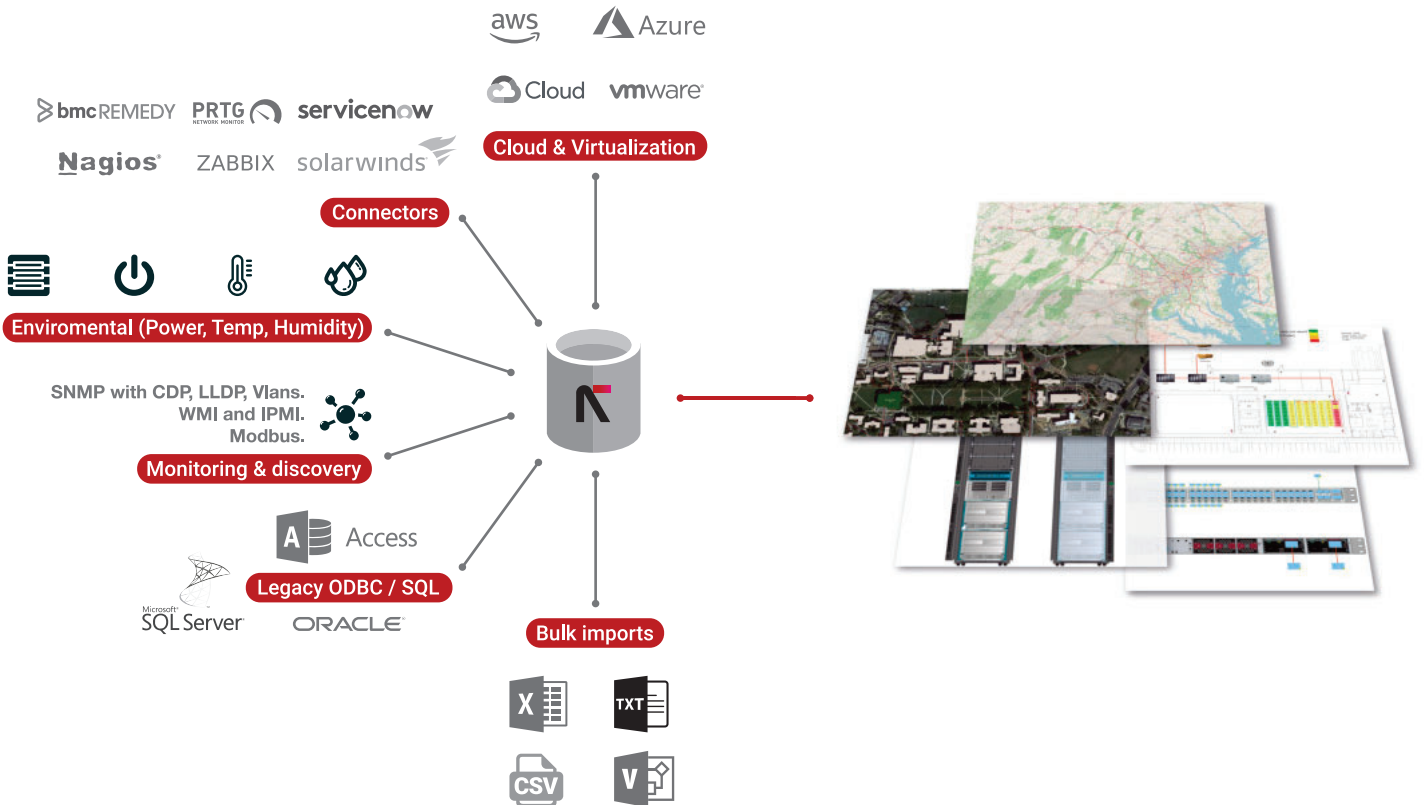 aws
Azure
Cloud
vmware®
Cloud & Virtualization
bmc REMEDY
PRTG
NETWORK MONITOR
servicenow
Nagios®
ZABBIX
solarwinds
Connectors
Enviromental (Power, Temp, Humidity)
SNMP with CDP, LLDP, Vlans.
WMI and IPMI.
Modbus.
Monitoring & discovery
A
Access
Legacy ODBC / SQL
Microsoft®
SQL Server®
ORACLE®
Bulk imports
X
TXT
CSV
V